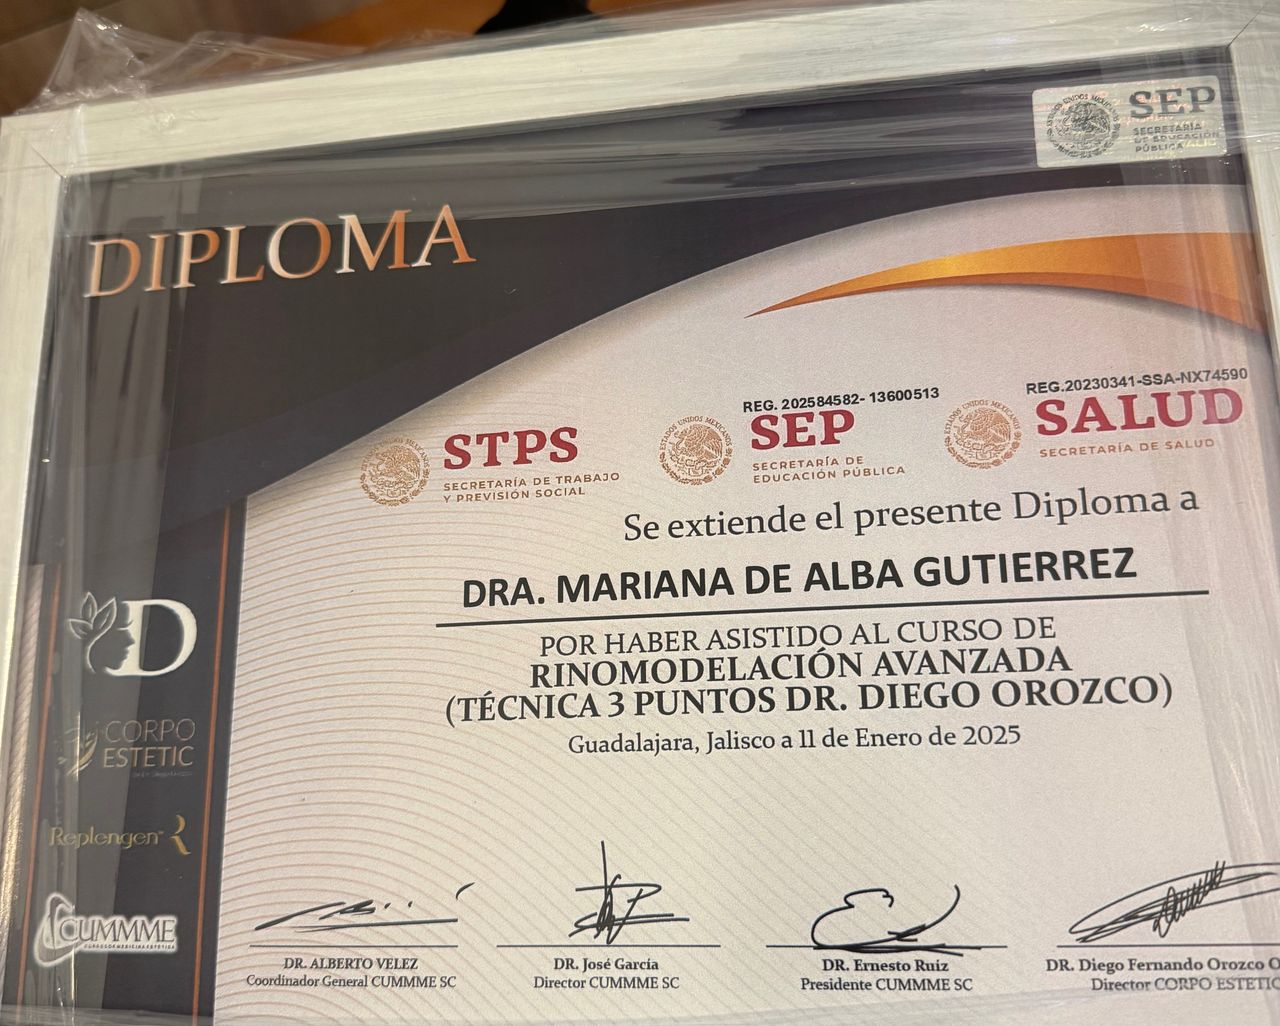 SEP
SECRETARÍA
DE EDUCACIÓN
PÚBLICA
DIPLOMA
REG. 202584582- 13600513
REG.20230341-SSA-NX74590
STPS
SECRETARÍA DE TRABAJO
Y PREVISIÓN SOCIAL
SEP
SECRETARÍA DE
EDUCACIÓN PÚBLICA
SALUD
SECRETARÍA DE SALUD
Se extiende el presente Diploma a
DRA. MARIANA DE ALBA GUTIERREZ
POR HABER ASISTIDO AL CURSO DE
RINOMODELACIÓN AVANZADA
(TÉCNICA 3 PUNTOS DR. DIEGO OROZCO)
Guadalajara, Jalisco a 11 de Enero de 2025
D
CORPO
ESTETIC
Replengen
CUMMME
CURSOS DE MEDICINA ESTÉTICA
DR. ALBERTO VELEZ
Coordinador General CUMMME SC
DR. José García
Director CUMMME SC
DR. Ernesto Ruiz
Presidente CUMMME SC
DR. Diego Fernando Orozco O
Director CORPO ESTETIC